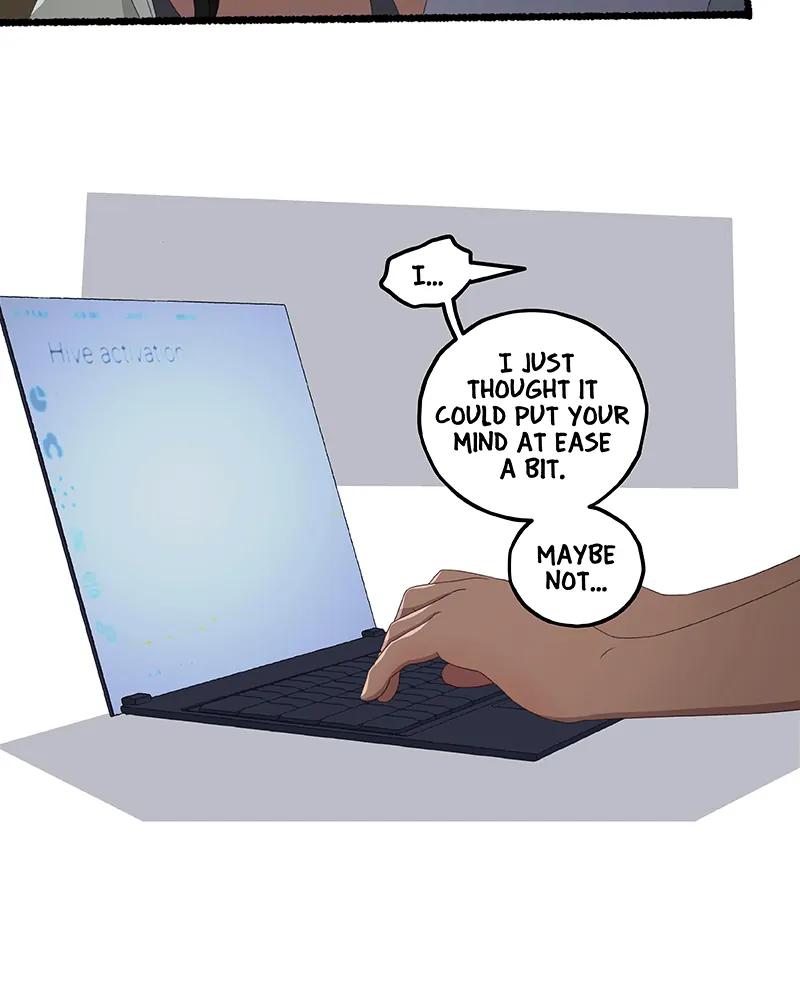 Hive activation
I...
I JUST
THOUGHT IT
COULD PUT YOUR
MIND AT EASE
A BIT.
MAYBE
NOT...